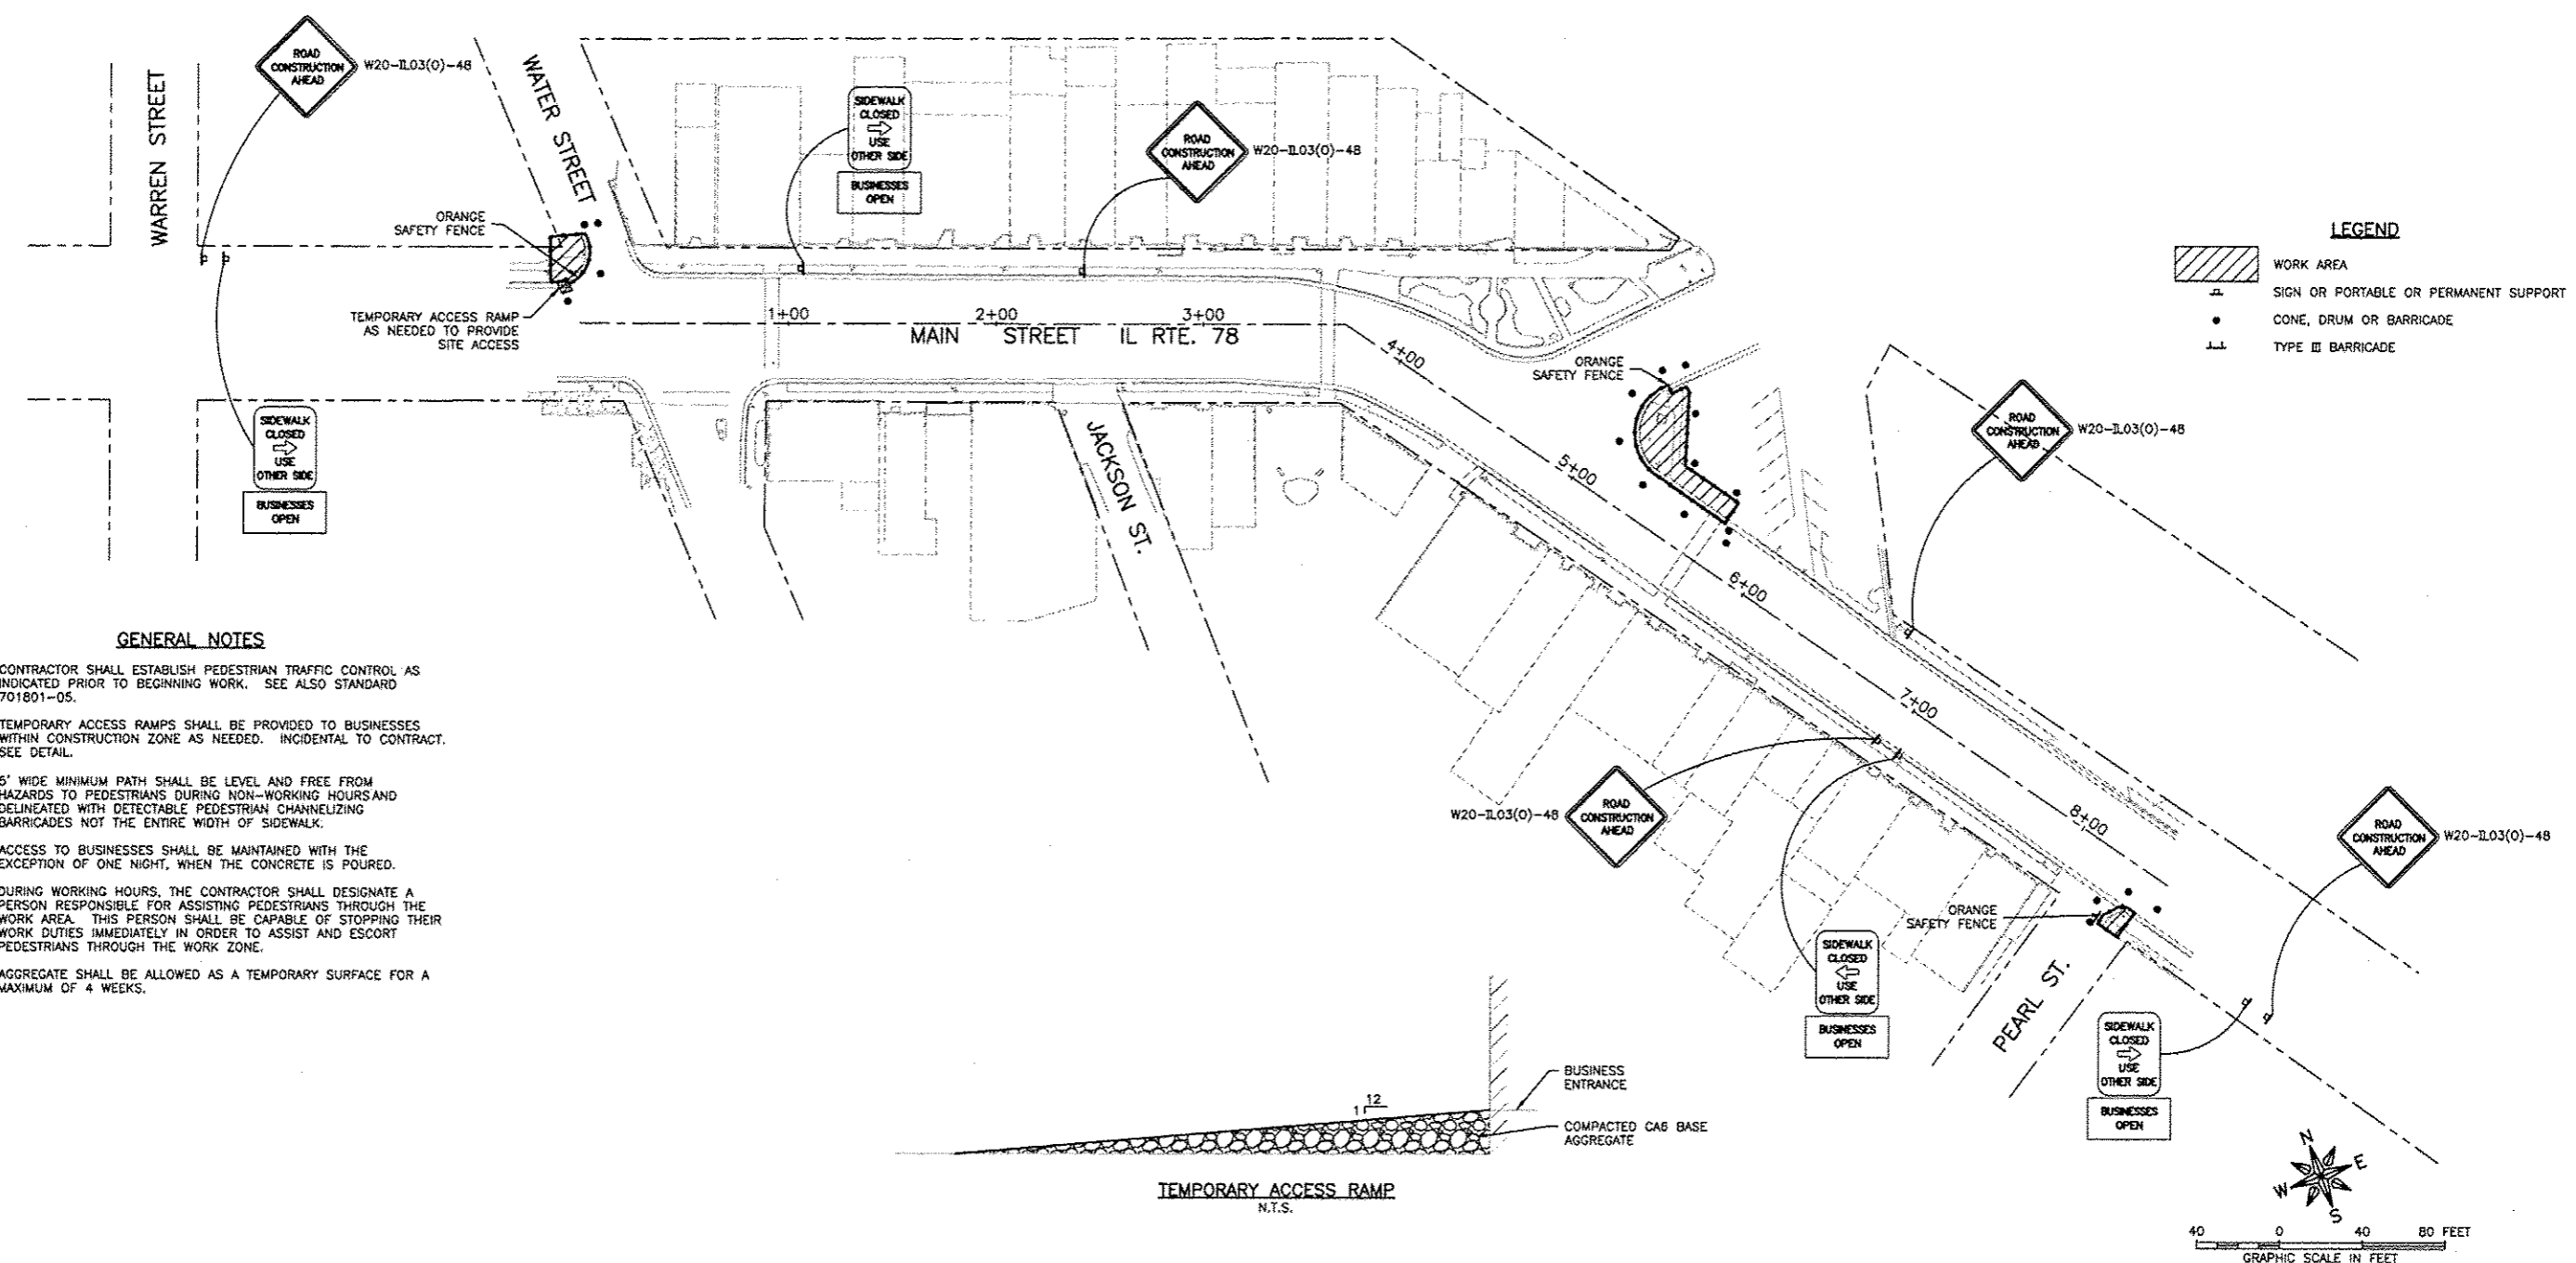 ROAD
CONSTRUCTION
AHEAD
W20-IL03(O)-48
WARREN STREET
WATER STREET
SIDEWALK
CLOSED
USE
OTHER SIDE
BUSINESSES
OPEN
ROAD
CONSTRUCTION
AHEAD
W20-IL03(O)-48
ORANGE
SAFETY FENCE
TEMPORARY ACCESS RAMP
AS NEEDED TO PROVIDE
SITE ACCESS
1+00
2+00
3+00
MAIN STREET IL RTE. 78
4+00
5+00
6+00
7+00
8+00
LEGEND
WORK AREA
SIGN OR PORTABLE OR PERMANENT SUPPORT
CONE, DRUM OR BARRICADE
TYPE III BARRICADE
ORANGE
SAFETY FENCE
ROAD
CONSTRUCTION
AHEAD
W20-IL03(O)-48
SIDEWALK
CLOSED
USE
OTHER SIDE
BUSINESSES
OPEN
JACKSON ST.
GENERAL NOTES
CONTRACTOR SHALL ESTABLISH PEDESTRIAN TRAFFIC CONTROL AS
INDICATED PRIOR TO BEGINNING WORK. SEE ALSO STANDARD
701801-05.
TEMPORARY ACCESS RAMPS SHALL BE PROVIDED TO BUSINESSES
WITHIN CONSTRUCTION ZONE AS NEEDED. INCIDENTAL TO CONTRACT.
SEE DETAIL.
5' WIDE MINIMUM PATH SHALL BE LEVEL AND FREE FROM
HAZARDS TO PEDESTRIANS DURING NON-WORKING HOURS AND
DELINEATED WITH DETECTABLE PEDESTRIAN CHANNELIZING
BARRICADES NOT THE ENTIRE WIDTH OF SIDEWALK.
ACCESS TO BUSINESSES SHALL BE MAINTAINED WITH THE
EXCEPTION OF ONE NIGHT, WHEN THE CONCRETE IS POURED.
DURING WORKING HOURS, THE CONTRACTOR SHALL DESIGNATE A
PERSON RESPONSIBLE FOR ASSISTING PEDESTRIANS THROUGH THE
WORK AREA. THIS PERSON SHALL BE CAPABLE OF STOPPING THEIR
WORK DUTIES IMMEDIATELY IN ORDER TO ASSIST AND ESCORT
PEDESTRIANS THROUGH THE WORK ZONE.
AGGREGATE SHALL BE ALLOWED AS A TEMPORARY SURFACE FOR A
MAXIMUM OF 4 WEEKS.
W20-IL03(O)-48
ROAD
CONSTRUCTION
AHEAD
ROAD
CONSTRUCTION
AHEAD
W20-IL03(O)-48
ORANGE
SAFETY FENCE
SIDEWALK
CLOSED
USE
OTHER SIDE
BUSINESSES
OPEN
PEARL ST.
SIDEWALK
CLOSED
USE
OTHER SIDE
BUSINESSES
OPEN
12
1
BUSINESS
ENTRANCE
COMPACTED CA6 BASE
AGGREGATE
TEMPORARY ACCESS RAMP
N.T.S.
N
E
W
S
40 0 40 80 FEET
GRAPHIC SCALE IN FEET